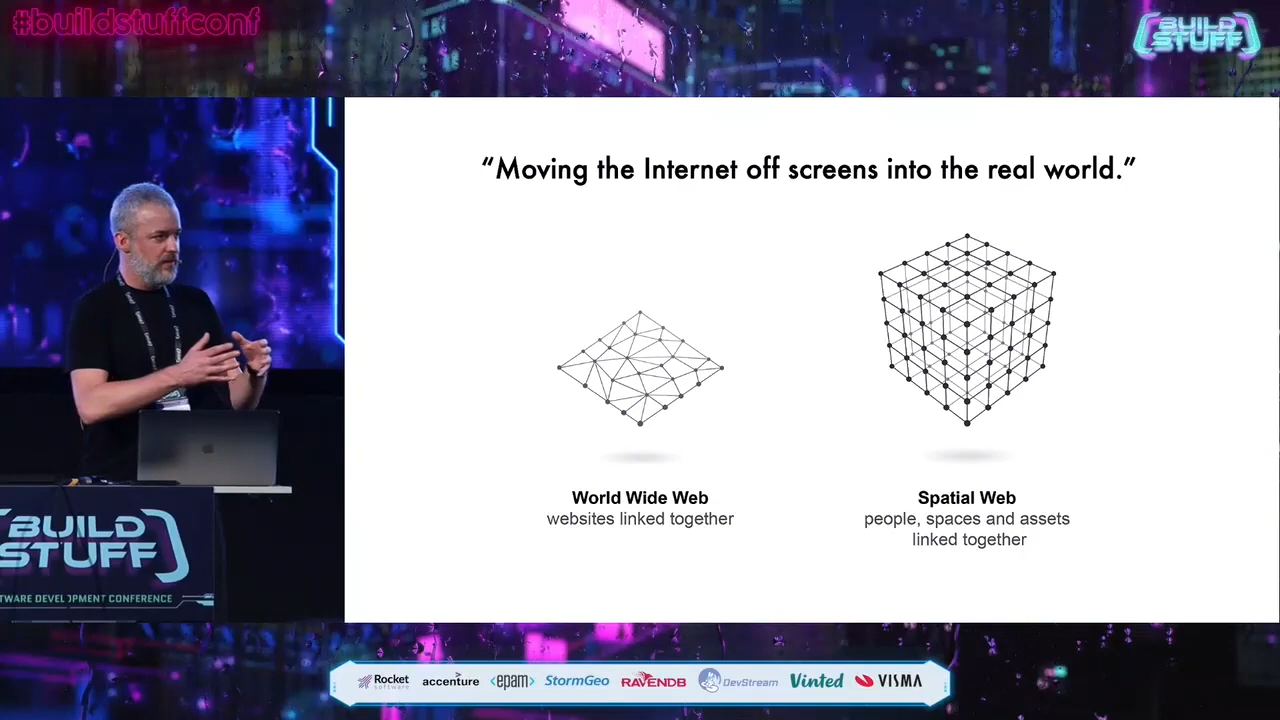 #buildstuffconf
BUILD
STUFF
“Moving the Internet off screens into the real world.”
World Wide Web
websites linked together
Spatial Web
people, spaces and assets
linked together
BUILD
STUFF
TWARE DEVELOPMENT CONFERENCE
Rocket
software
accenture
<epam>
StormGeo
RAVENDB
DevStream
Vinted
VISMA